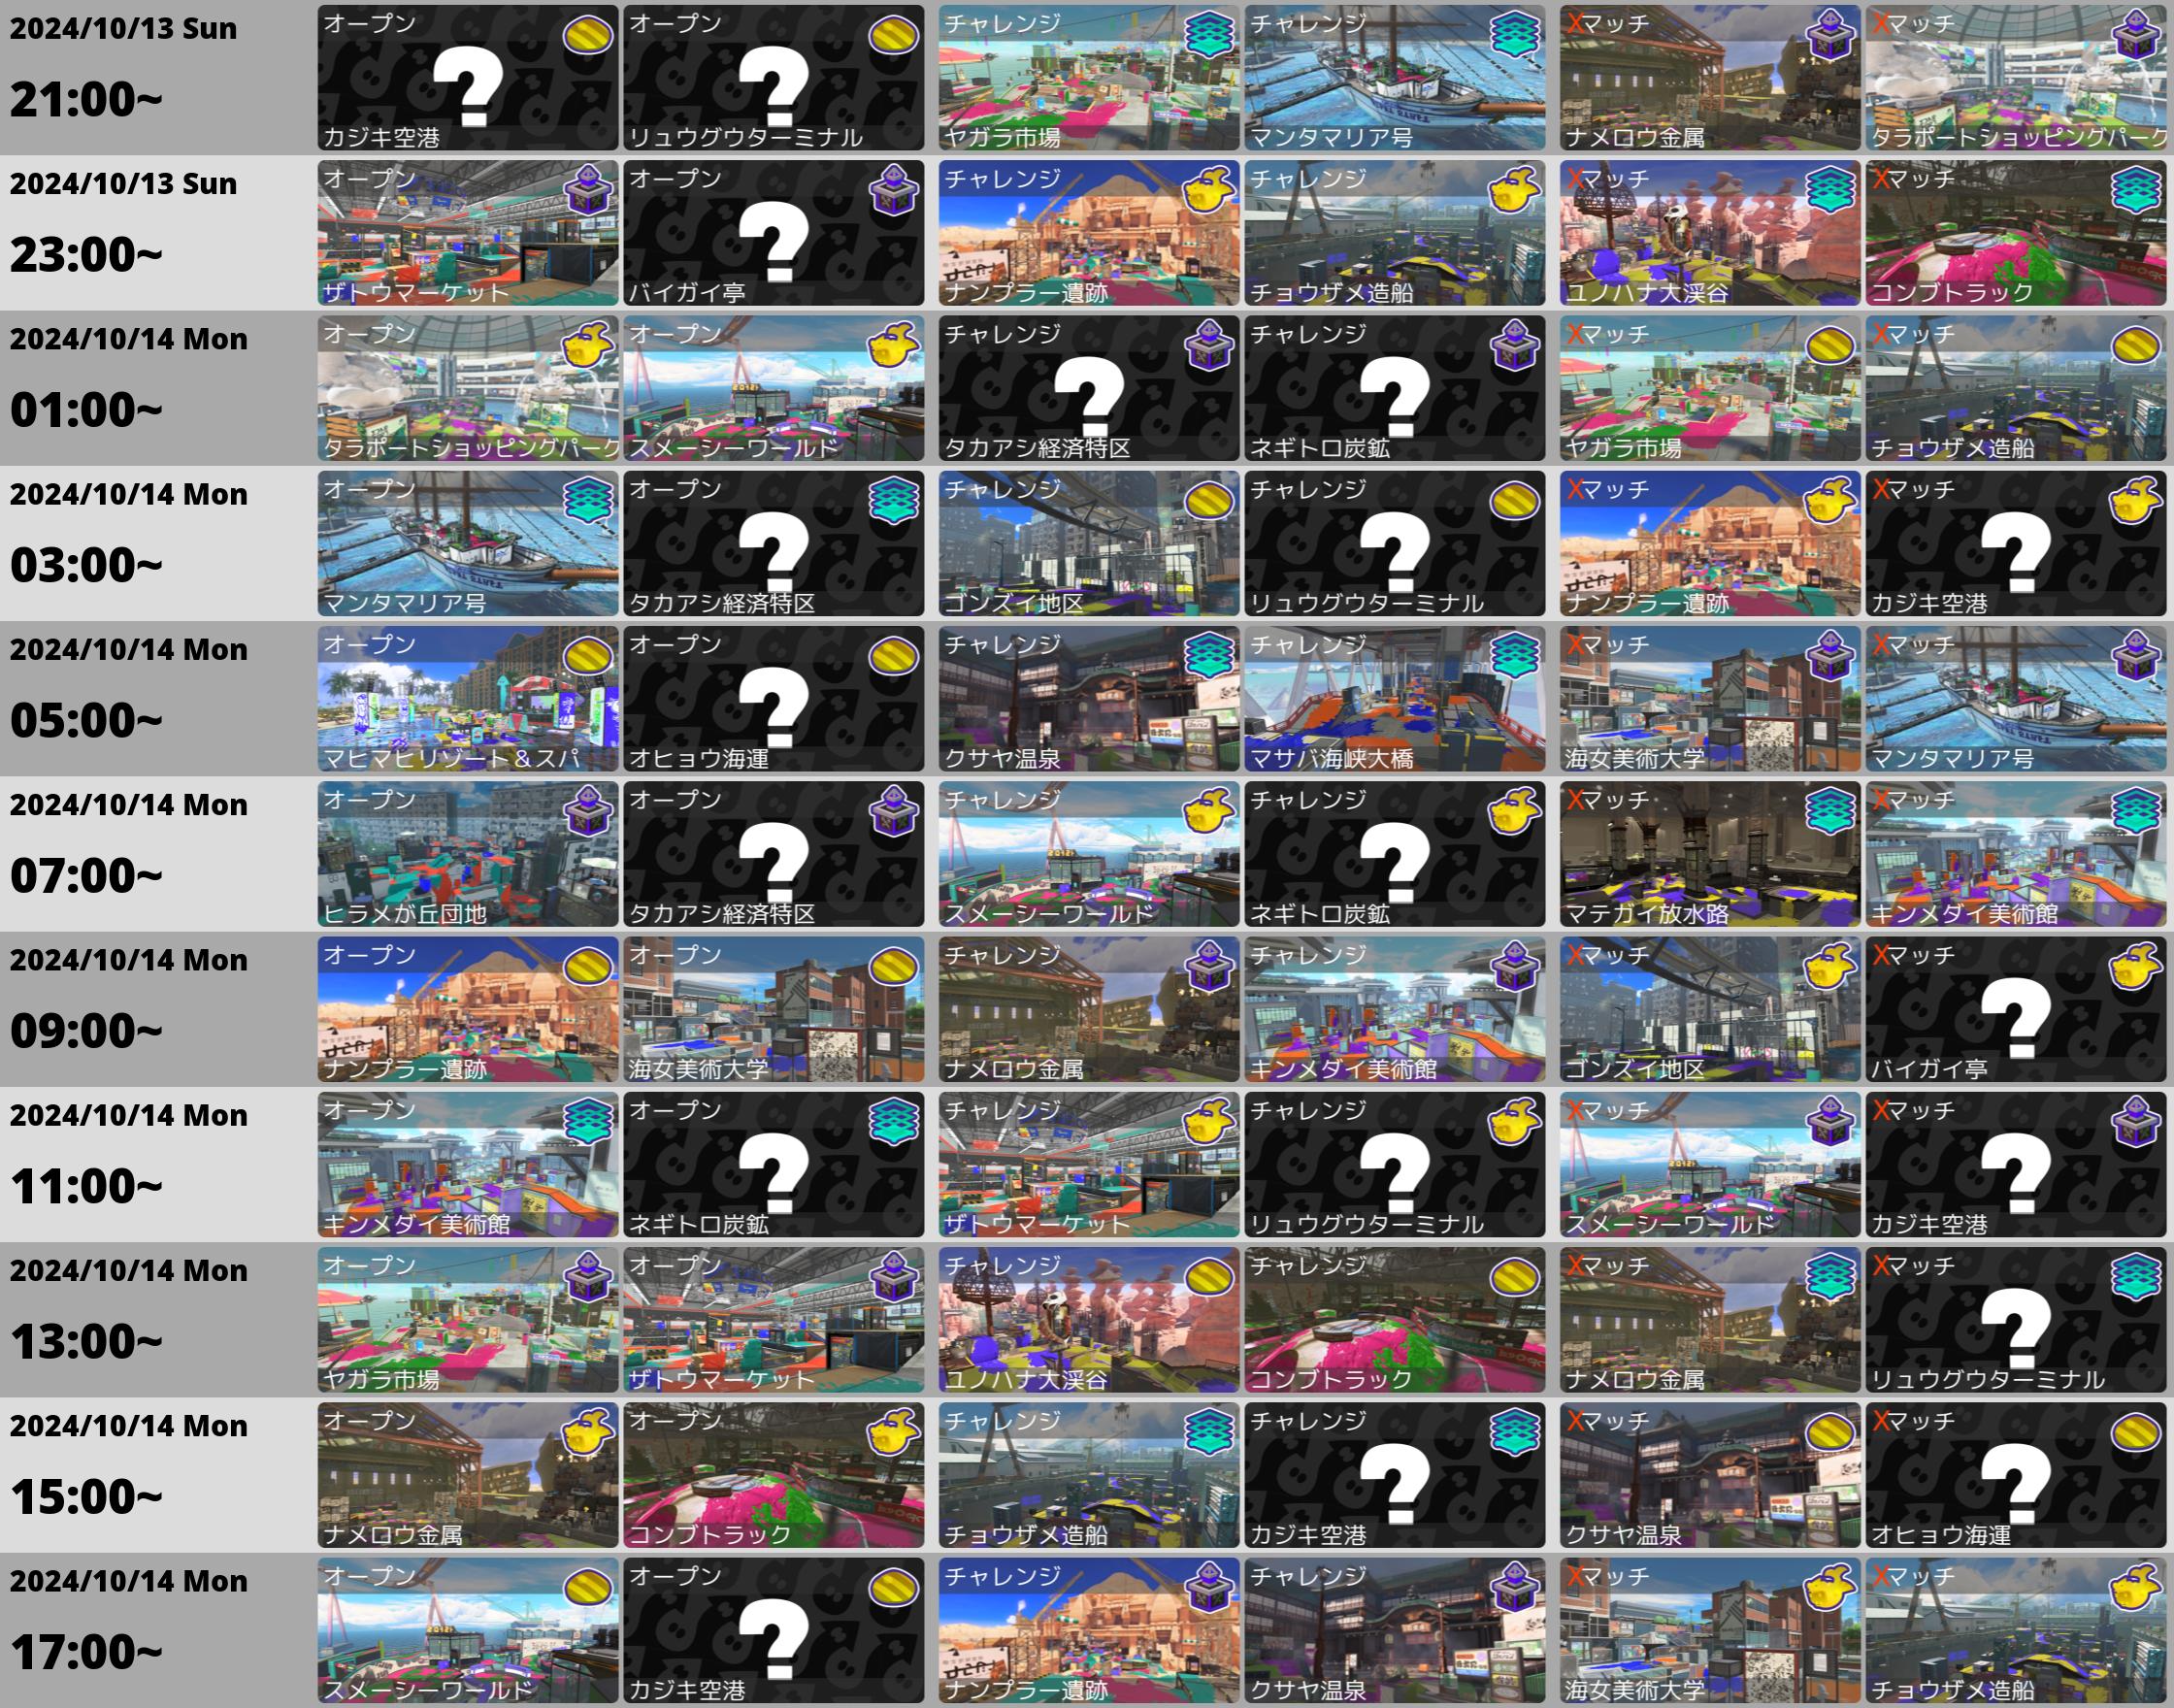 2024/10/13 Sun
21:00~
オープン
カジキ空港
オープン
リュウグウターミナル
チャレンジ
ヤガラ市場
チャレンジ
マンタマリア号
Xマッチ
ナメロウ金属
Xマッチ
タラポートショッピングパーク
2024/10/13 Sun
23:00~
オープン
ザトウマーケット
オープン
バイガイ亭
チャレンジ
ナンプラー遺跡
チャレンジ
チョウザメ造船
Xマッチ
ユノハナ大渓谷
Xマッチ
コンブトラック
2024/10/14 Mon
01:00~
オープン
タラポートショッピングパーク
オープン
スメーシーワールド
チャレンジ
タカアシ経済特区
チャレンジ
ネギトロ炭鉱
Xマッチ
ヤガラ市場
Xマッチ
チョウザメ造船
2024/10/14 Mon
03:00~
オープン
マンタマリア号
オープン
タカアシ経済特区
チャレンジ
ゴンズイ地区
チャレンジ
リュウグウターミナル
Xマッチ
ナンプラー遺跡
Xマッチ
カジキ空港
2024/10/14 Mon
05:00~
オープン
マヒマヒリゾート＆スパ
オープン
オヒョウ海運
チャレンジ
クサヤ温泉
チャレンジ
マサバ海峡大橋
Xマッチ
海女美術大学
Xマッチ
マンタマリア号
2024/10/14 Mon
07:00~
オープン
ヒラメが丘団地
オープン
タカアシ経済特区
チャレンジ
スメーシーワールド
チャレンジ
ネギトロ炭鉱
Xマッチ
マテガイ放水路
Xマッチ
キンメダイ美術館
2024/10/14 Mon
09:00~
オープン
ナンプラー遺跡
オープン
海女美術大学
チャレンジ
ナメロウ金属
チャレンジ
キンメダイ美術館
Xマッチ
ゴンズイ地区
Xマッチ
バイガイ亭
2024/10/14 Mon
11:00~
オープン
キンメダイ美術館
オープン
ネギトロ炭鉱
チャレンジ
ザトウマーケット
チャレンジ
リュウグウターミナル
Xマッチ
スメーシーワールド
Xマッチ
カジキ空港
2024/10/14 Mon
13:00~
オープン
ヤガラ市場
オープン
ザトウマーケット
チャレンジ
ユノハナ大渓谷
チャレンジ
コンブトラック
Xマッチ
ナメロウ金属
Xマッチ
リュウグウターミナル
2024/10/14 Mon
15:00~
オープン
ナメロウ金属
オープン
コンブトラック
チャレンジ
チョウザメ造船
チャレンジ
カジキ空港
Xマッチ
クサヤ温泉
Xマッチ
オヒョウ海運
2024/10/14 Mon
17:00~
オープン
スメーシーワールド
オープン
カジキ空港
チャレンジ
ナンプラー遺跡
チャレンジ
クサヤ温泉
Xマッチ
海女美術大学
Xマッチ
チョウザメ造船